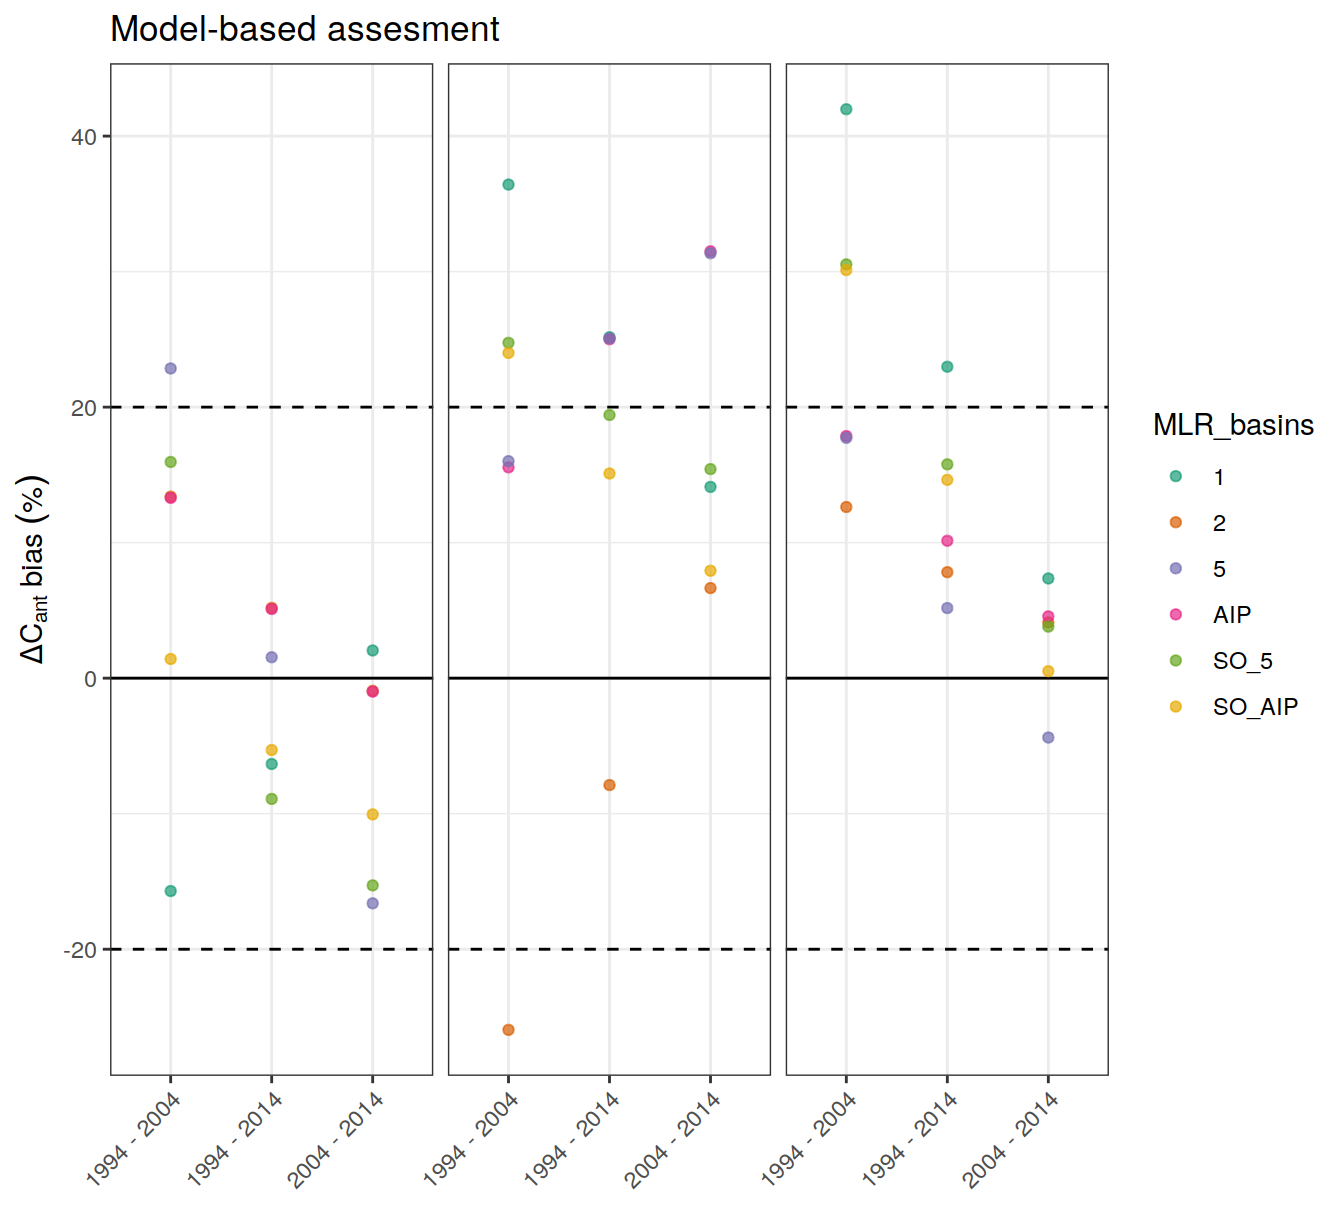 Model-based assesment
40
20
0
-20
ΔCant bias (%)
1994 - 2004
1994 - 2014
2004 - 2014
1994 - 2004
1994 - 2014
2004 - 2014
1994 - 2004
1994 - 2014
2004 - 2014
MLR_basins
1
2
5
AIP
SO_5
SO_AIP